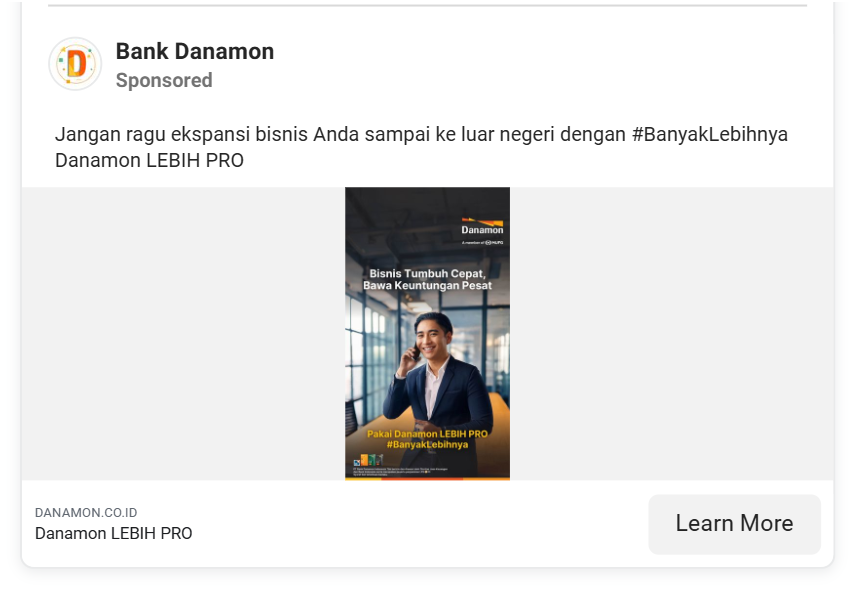 Bank Danamon
Sponsored
Jangan ragu ekspansi bisnis Anda sampai ke luar negeri dengan #BanyakLebihnya
Danamon LEBIH PRO
Danamon
A member of MUFG
Bisnis Tumbuh Cepat,
Bawa Keuntungan Pesat
Pakai Danamon LEBIH PRO
#BanyakLebihnya
DANAMON.CO.ID
Danamon LEBIH PRO
Learn More